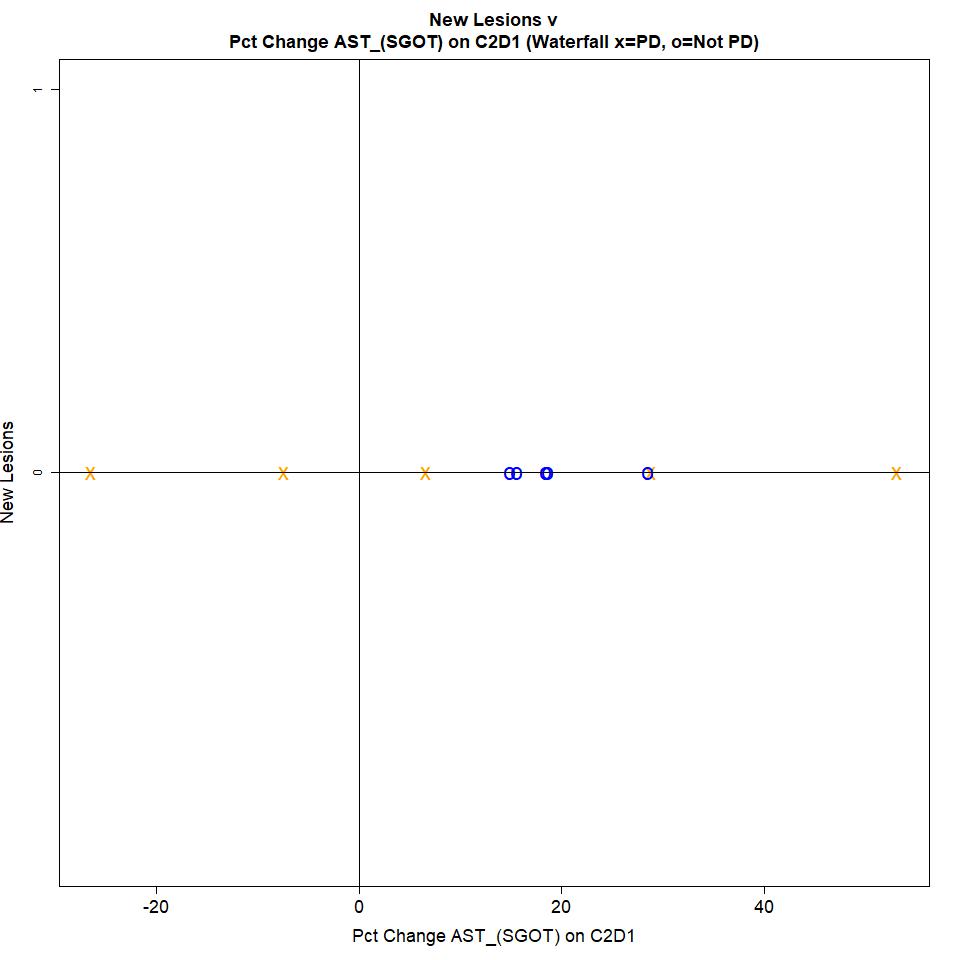 New Lesions v
Pct Change AST_(SGOT) on C2D1 (Waterfall x=PD, o=Not PD)
1
New Lesions
0
X X X O O O O O X X
-20 0 20 40
Pct Change AST_(SGOT) on C2D1